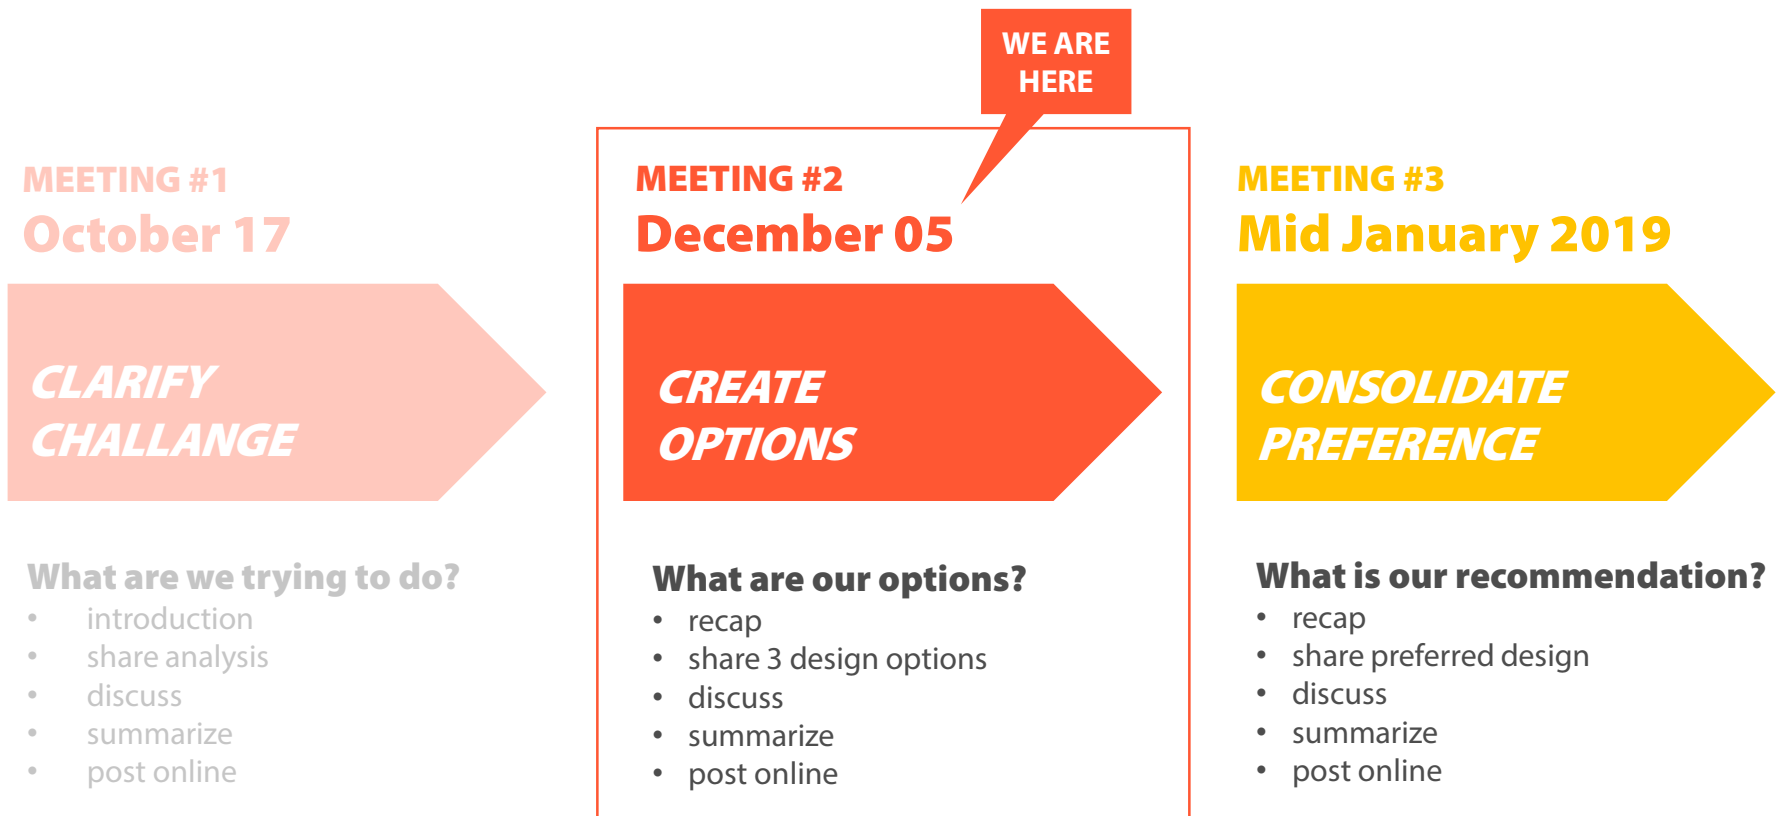 WE ARE
HERE
MEETING #1
October 17
CLARIFY
CHALLANGE
What are we trying to do?
• introduction
• share analysis
• discuss
• summarize
• post online
MEETING #2
December 05
CREATE
OPTIONS
What are our options?
• recap
• share 3 design options
• discuss
• summarize
• post online
MEETING #3
Mid January 2019
CONSOLIDATE
PREFERENCE
What is our recommendation?
• recap
• share preferred design
• discuss
• summarize
• post online